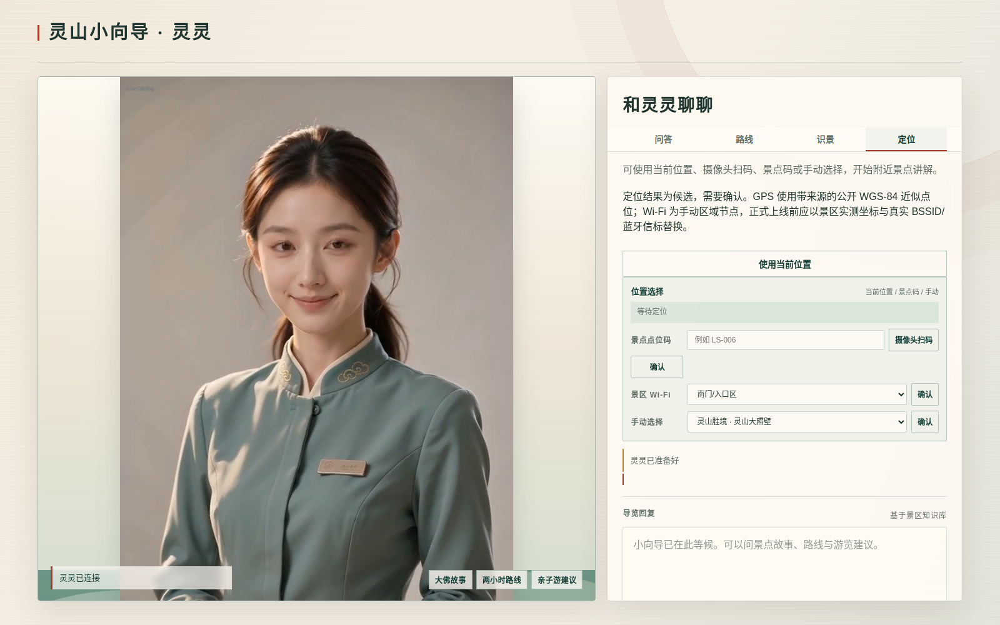 灵山小向导 · 灵灵
和灵灵聊聊
问答 路线 识景 定位
可使用当前位置、摄像头扫码、景点码或手动选择，开始附近景点讲解。
定位结果为候选，需要确认。GPS 使用带来源的公开 WGS-84 近似点
位；Wi-Fi 为手动区域节点，正式上线前应以景区实测坐标与真实 BSSID/
蓝牙信标替换。
使用当前位置
位置选择 当前位置 / 景点码 / 手动
等待定位
景点点位码 例如 LS-006 摄像头扫码
确认
景区 Wi-Fi 南门/入口区 确认
手动选择 灵山胜境 · 灵山大照壁 确认
灵灵已准备好
导览回复 基于景区知识库
小向导已在此等候。可以问景点故事、路线与游览建议。
灵灵已连接
大佛故事 两小时路线 亲子游建议